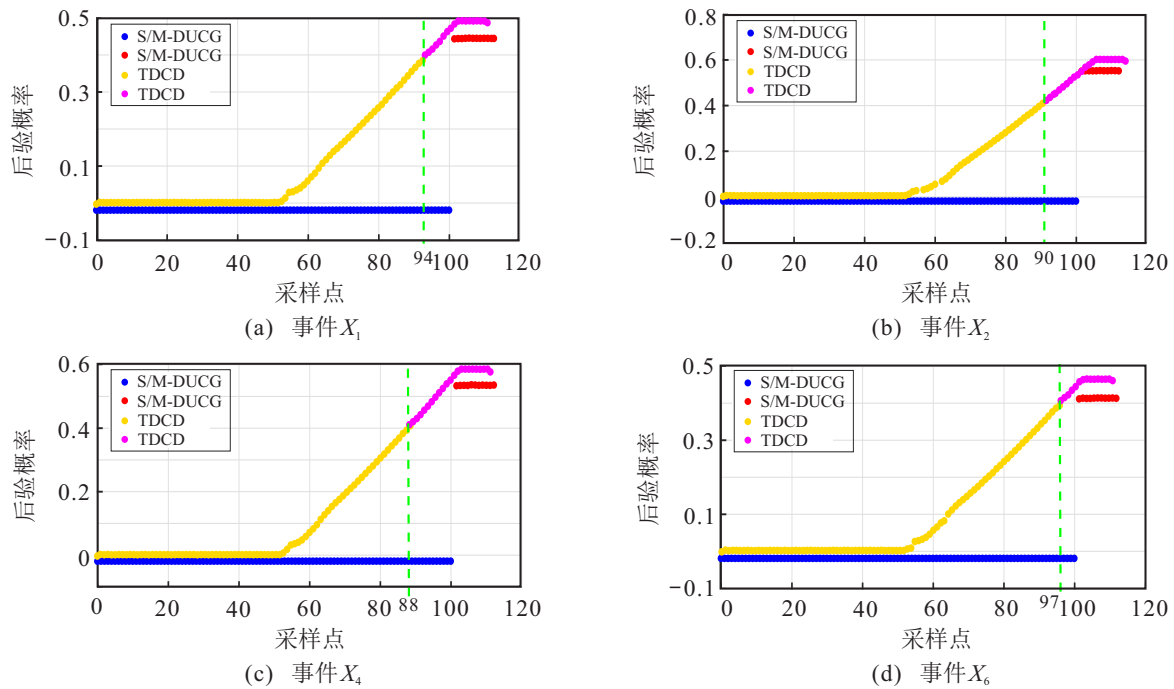 0.5
0.3
0.1
−0.1
后验概率
S/M-DUCG
S/M-DUCG
TDCD
TDCD
0 20 40 60 80 94 100 120
采样点
(a) 事件X₁
0.8
0.6
0.4
0.2
0
−0.2
后验概率
S/M-DUCG
S/M-DUCG
TDCD
TDCD
0 20 40 60 80 90 100 120
采样点
(b) 事件X₂
0.6
0.4
0.2
0
后验概率
S/M-DUCG
S/M-DUCG
TDCD
TDCD
0 20 40 60 80 88 100 120
采样点
(c) 事件X₄
0.5
0.3
0.1
−0.1
后验概率
S/M-DUCG
S/M-DUCG
TDCD
TDCD
0 20 40 60 80 97 100 120
采样点
(d) 事件X₆